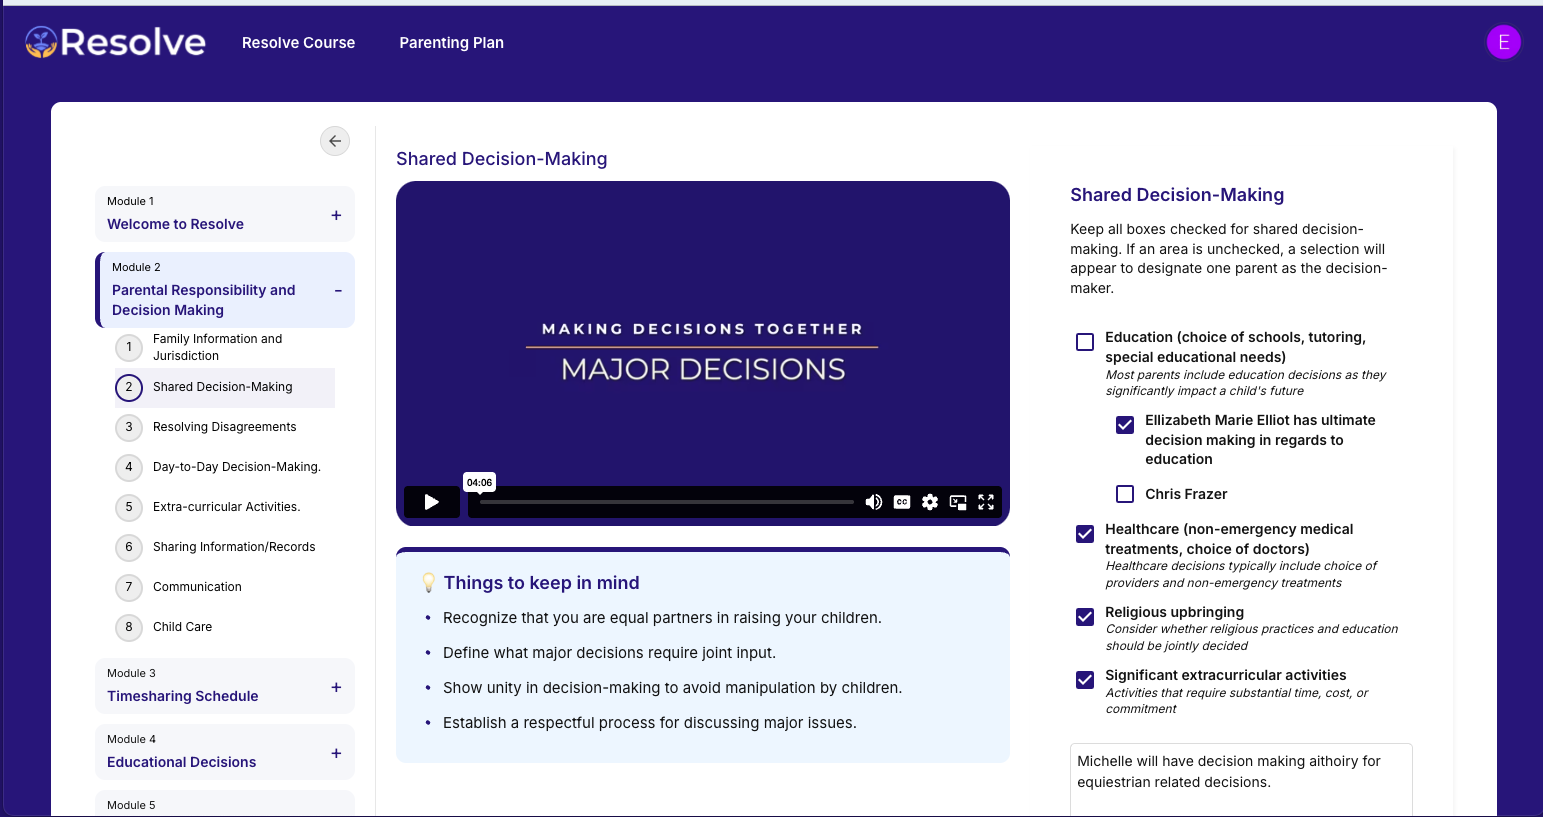 Resolve
Resolve Course
Parenting Plan
E
Module 1
Welcome to Resolve
+
Module 2
Parental Responsibility and
Decision Making
–
1
Family Information and
Jurisdiction
2
Shared Decision-Making
3
Resolving Disagreements
4
Day-to-Day Decision-Making.
5
Extra-curricular Activities.
6
Sharing Information/Records
7
Communication
8
Child Care
Module 3
Timesharing Schedule
+
Module 4
Educational Decisions
+
Module 5
Shared Decision-Making
MAKING DECISIONS TOGETHER
MAJOR DECISIONS
04:06
CC
Things to keep in mind
• Recognize that you are equal partners in raising your children.
• Define what major decisions require joint input.
• Show unity in decision-making to avoid manipulation by children.
• Establish a respectful process for discussing major issues.
Shared Decision-Making
Keep all boxes checked for shared decision-
making. If an area is unchecked, a selection will
appear to designate one parent as the decision-
maker.
Education (choice of schools, tutoring,
special educational needs)
Most parents include education decisions as they
significantly impact a child's future
Ellizabeth Marie Elliot has ultimate
decision making in regards to
education
Chris Frazer
Healthcare (non-emergency medical
treatments, choice of doctors)
Healthcare decisions typically include choice of
providers and non-emergency treatments
Religious upbringing
Consider whether religious practices and education
should be jointly decided
Significant extracurricular activities
Activities that require substantial time, cost, or
commitment
Michelle will have decision making aithoiry for
equiestrian related decisions.